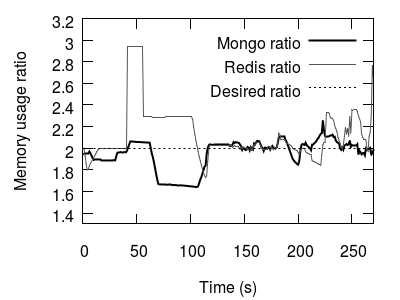 3.2
3
2.8
2.6
2.4
2.2
2
1.8
1.6
1.4
Memory usage ratio
Mongo ratio
Redis ratio
Desired ratio
0 50 100 150 200 250
Time (s)